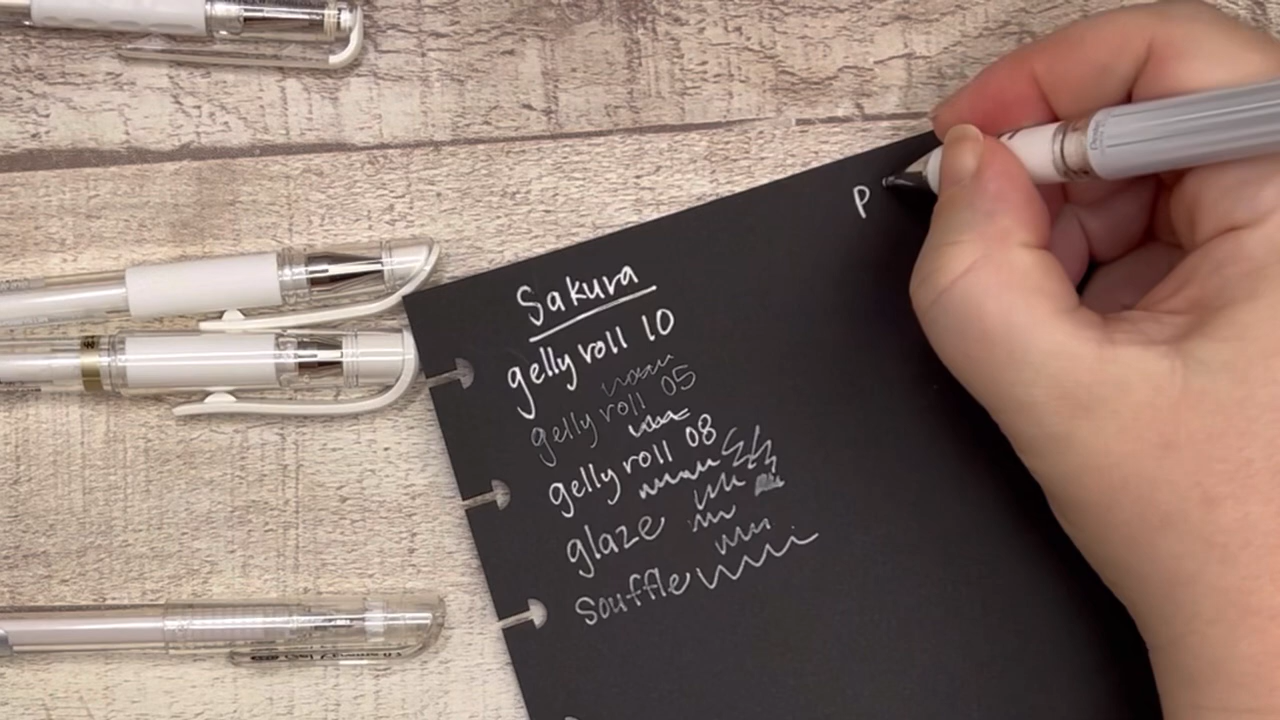 Sakura
gelly roll 10
gelly roll 05
gelly roll 08
glaze
Souffle
P